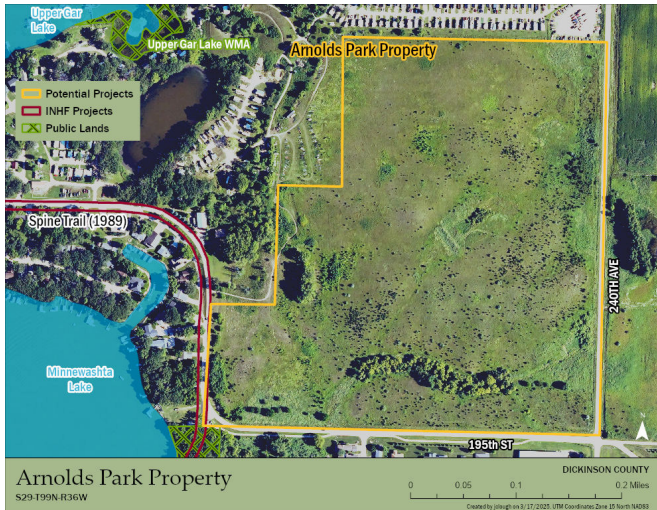 Upper Gar
Lake
Upper Gar Lake WMA
Arnolds Park Property
Potential Projects
INHF Projects
Public Lands
Spine Trail (1989)
240TH AVE
Minnewashta
Lake
N
195th ST
Arnolds Park Property
S29-T99N-R36W
DICKINSON COUNTY
0 0.05 0.1 0.2 Miles
Created by jclough on 3/17/2025 UTM Coordinates Zone 15 North NAD83